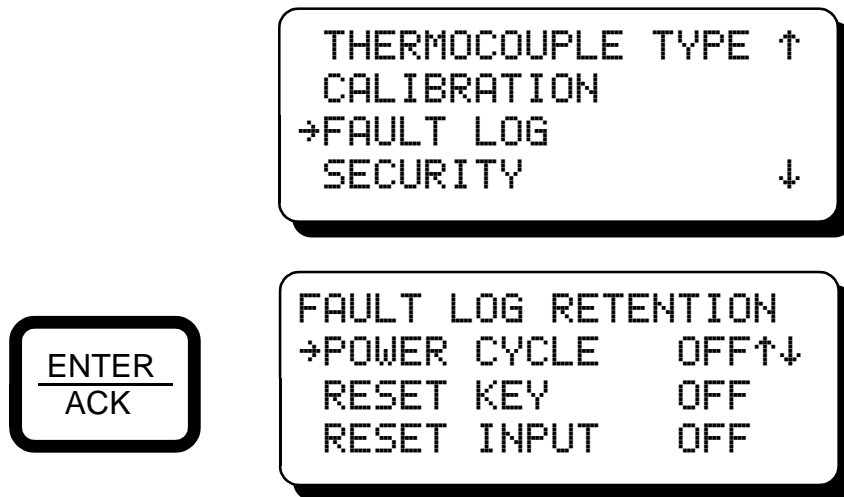 THERMOCOUPLE TYPE ↑
CALIBRATION
→FAULT LOG
SECURITY ↓
ENTER
ACK
FAULT LOG RETENTION
→POWER CYCLE OFF↑↓
RESET KEY OFF
RESET INPUT OFF